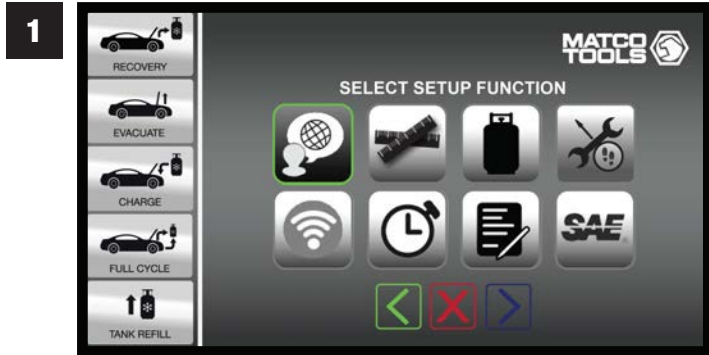 1
RECOVERY
EVACUATE
CHARGE
FULL CYCLE
TANK REFILL
MATCO
TOOLS
SELECT SETUP FUNCTION
SAE